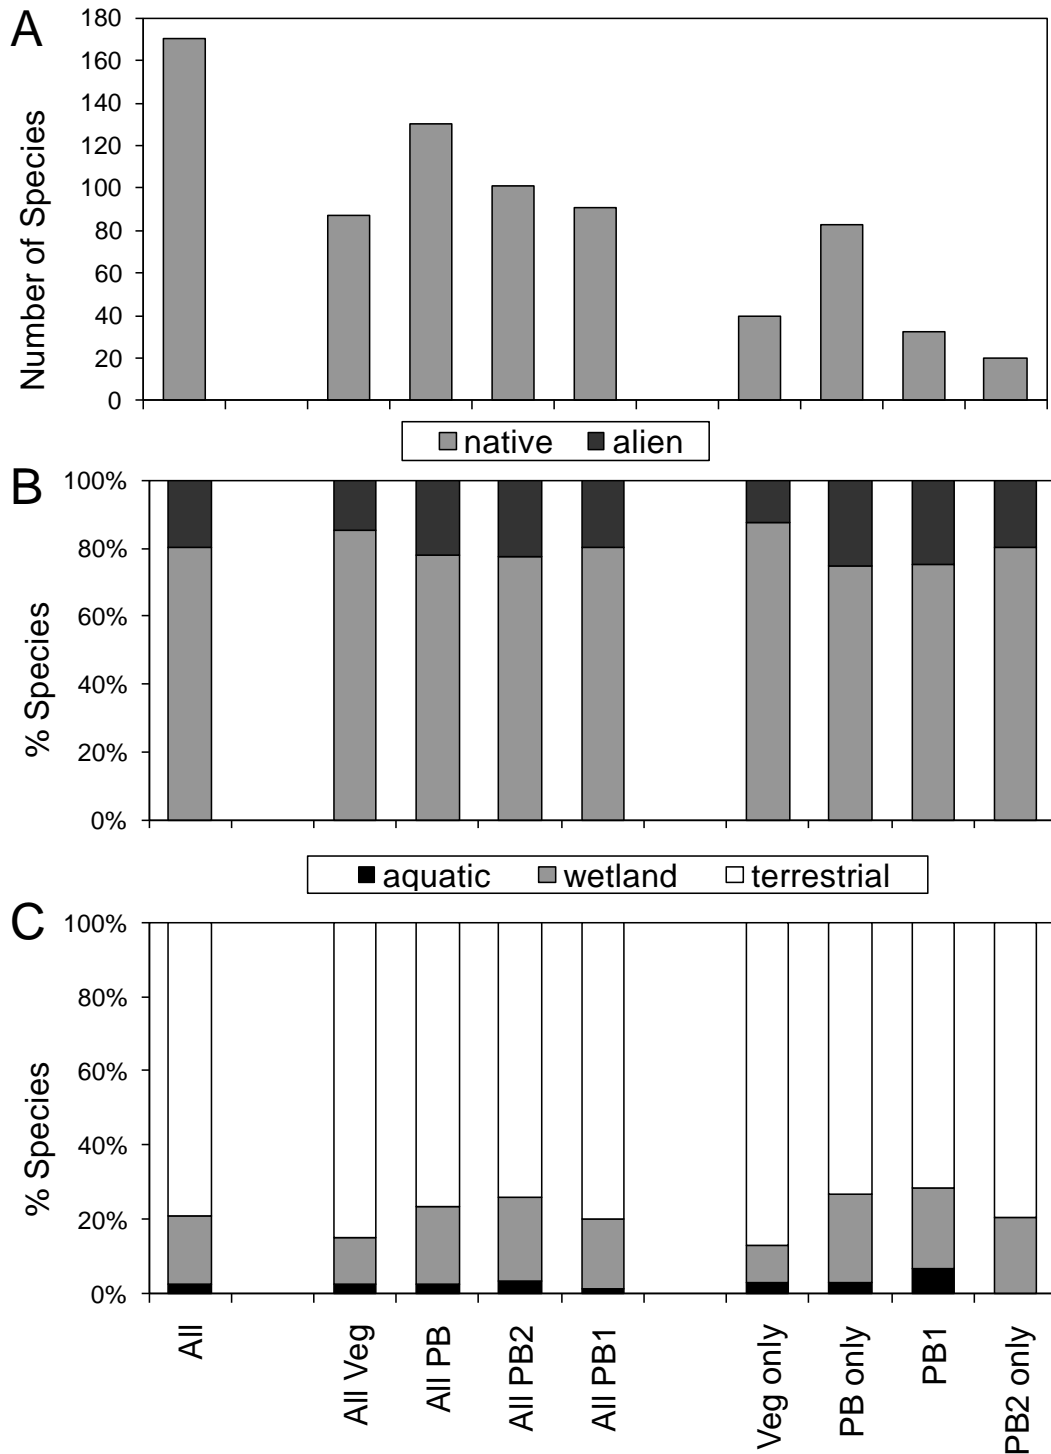 A
Number of Species
180
160
140
120
100
80
60
40
20
0
native alien
B
% Species
100%
80%
60%
40%
20%
0%
aquatic wetland terrestrial
C
% Species
100%
80%
60%
40%
20%
0%
All
All Veg
All PB
All PB2
All PB1
Veg only
PB only
PB1
PB2 only